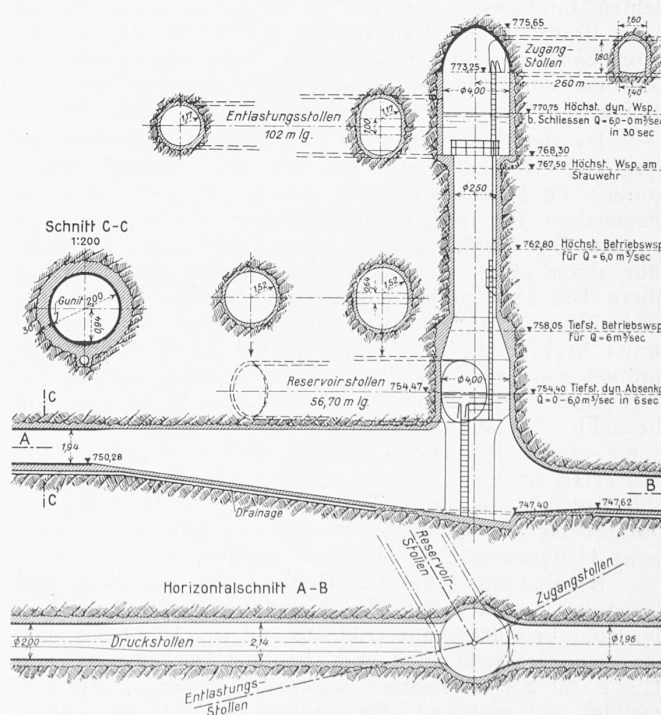 775,65
1,60
Zugang-
Stollen
1,80
773,25
260 m
1,40
Ø4,00
1,17
Entlastungsstollen
102 m lg.
1,17
1,00
770,75 Höchst. dyn. Wsp.
b. Schliessen Q = 6,0-0 m³/sec
in 30 sec
768,30
767,50 Höchst. Wsp. am
Stauwehr
Ø2,50
Schnitt C-C
1:200
762,80 Höchst. Betriebswsp.
für Q = 6,0 m³/sec
Gunit
2,00
0,94
30
1,52
0,64
1,52
758,05 Tiefst. Betriebswsp.
für Q = 6 m³/sec
Reservoirstollen
56,70 m lg.
754,47
Ø4,00
754,40 Tiefst. dyn. Absenkg
Q = 0-6,0 m³/sec in 6 sec
C
A
1,94
750,28
C
Drainage
B
747,40
747,62
Horizontalschnitt A-B
Reservoir-
Stollen
Zugangstollen
Ø2,00
Druckstollen
2,14
Ø1,96
Entlastungs-
Stollen